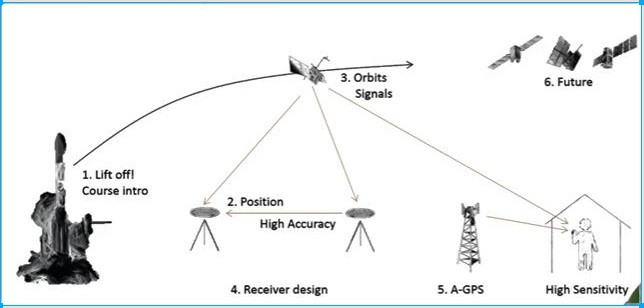 1. Lift off!
Course intro
2. Position
High Accuracy
3. Orbits
Signals
4. Receiver design
5. A-GPS
High Sensitivity
6. Future